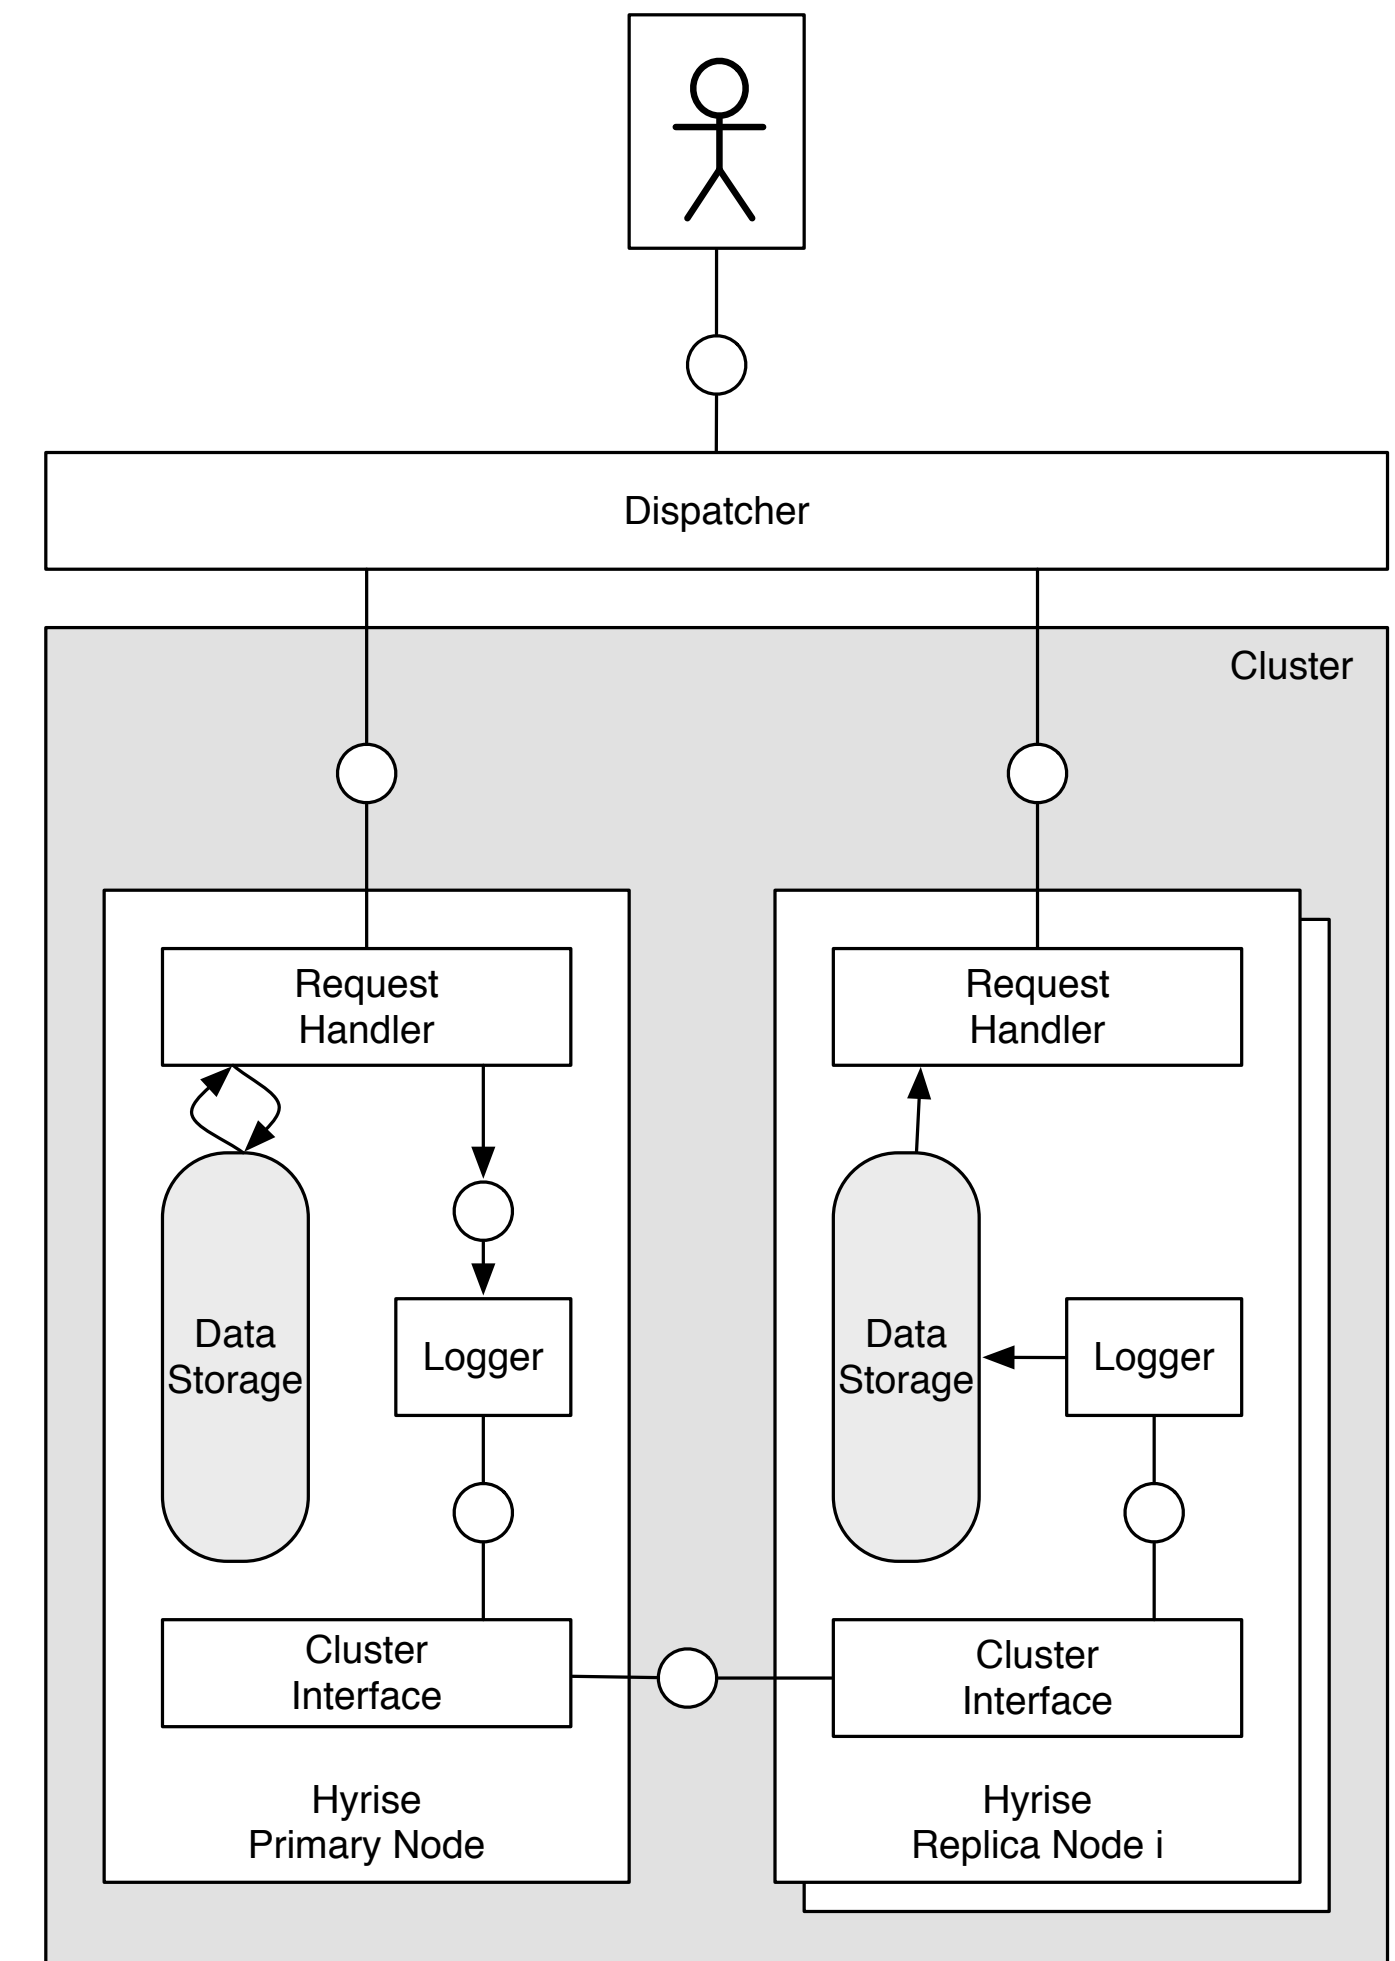 Dispatcher
Cluster
Request
Handler
Data
Storage
Logger
Cluster
Interface
Hyrise
Primary Node
Request
Handler
Data
Storage
Logger
Cluster
Interface
Hyrise
Replica Node i